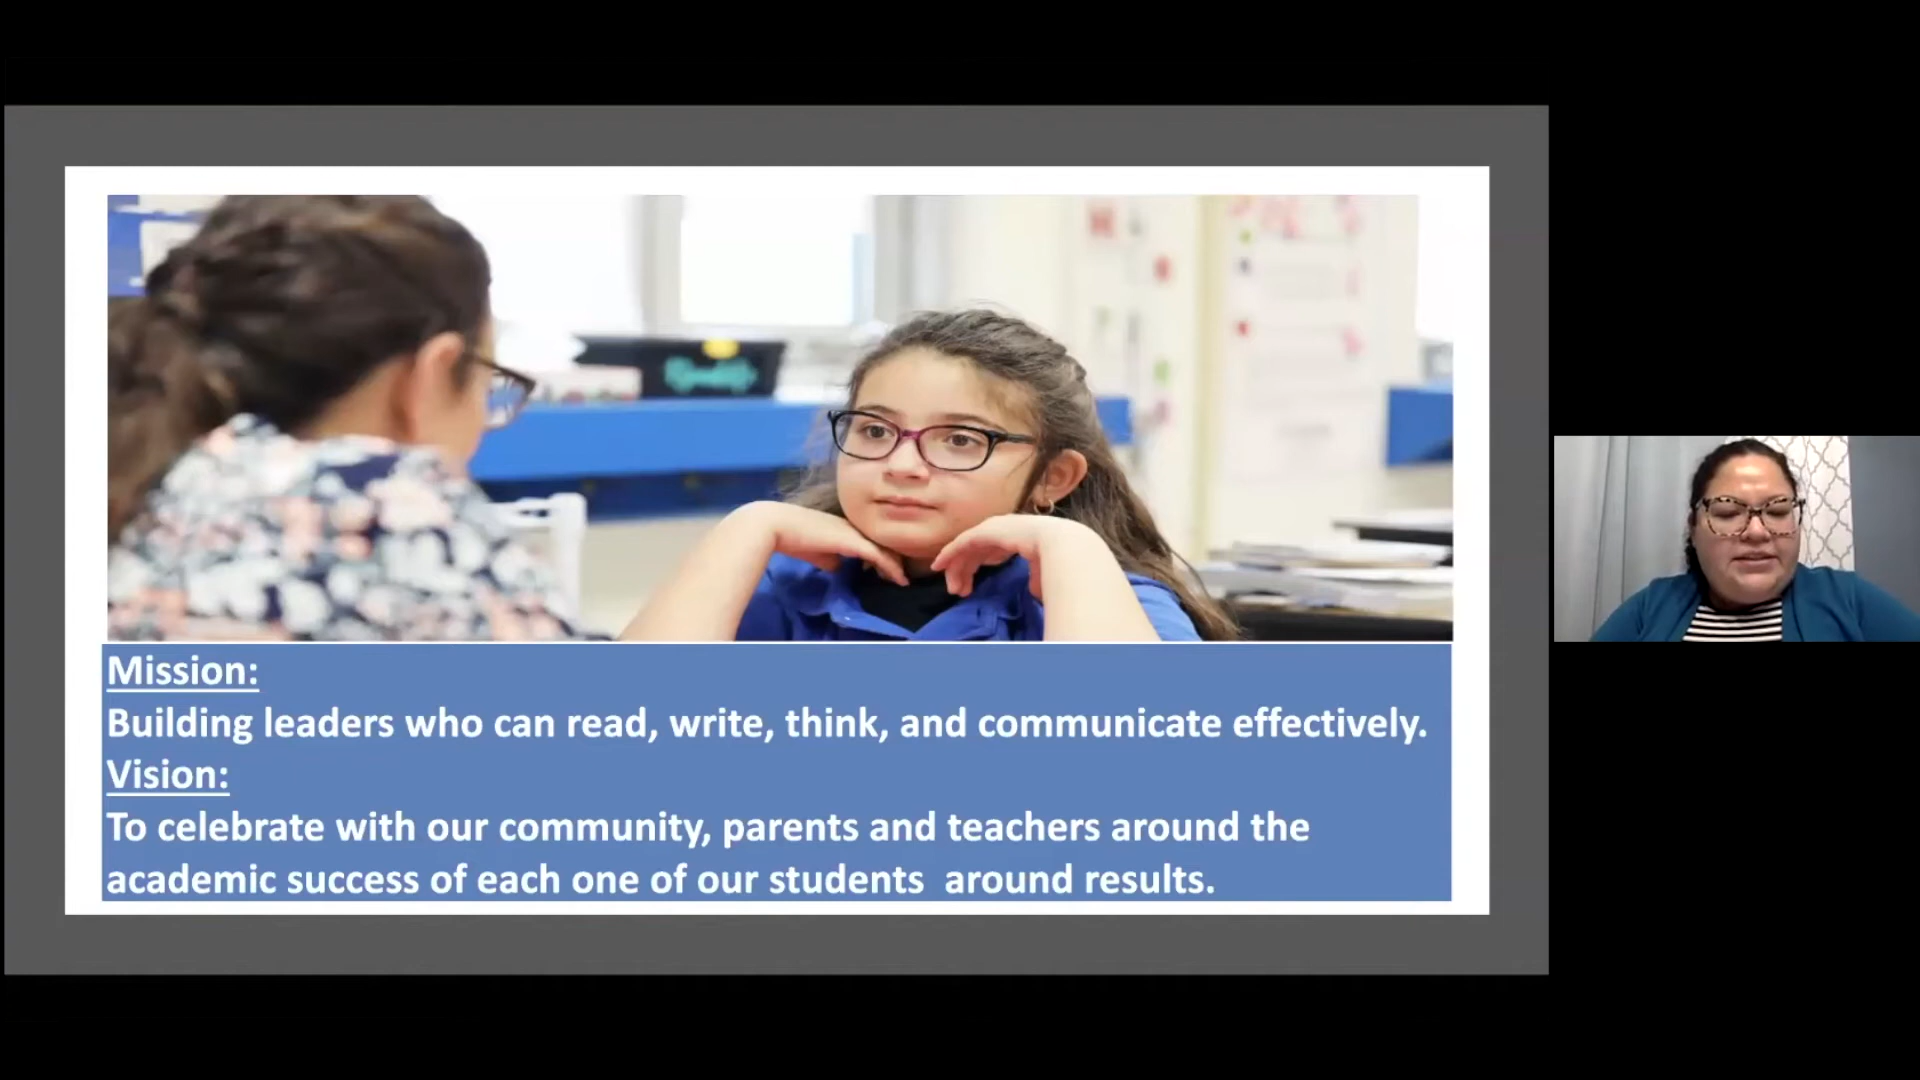 Mission:
Building leaders who can read, write, think, and communicate effectively.
Vision:
To celebrate with our community, parents and teachers around the
academic success of each one of our students  around results.